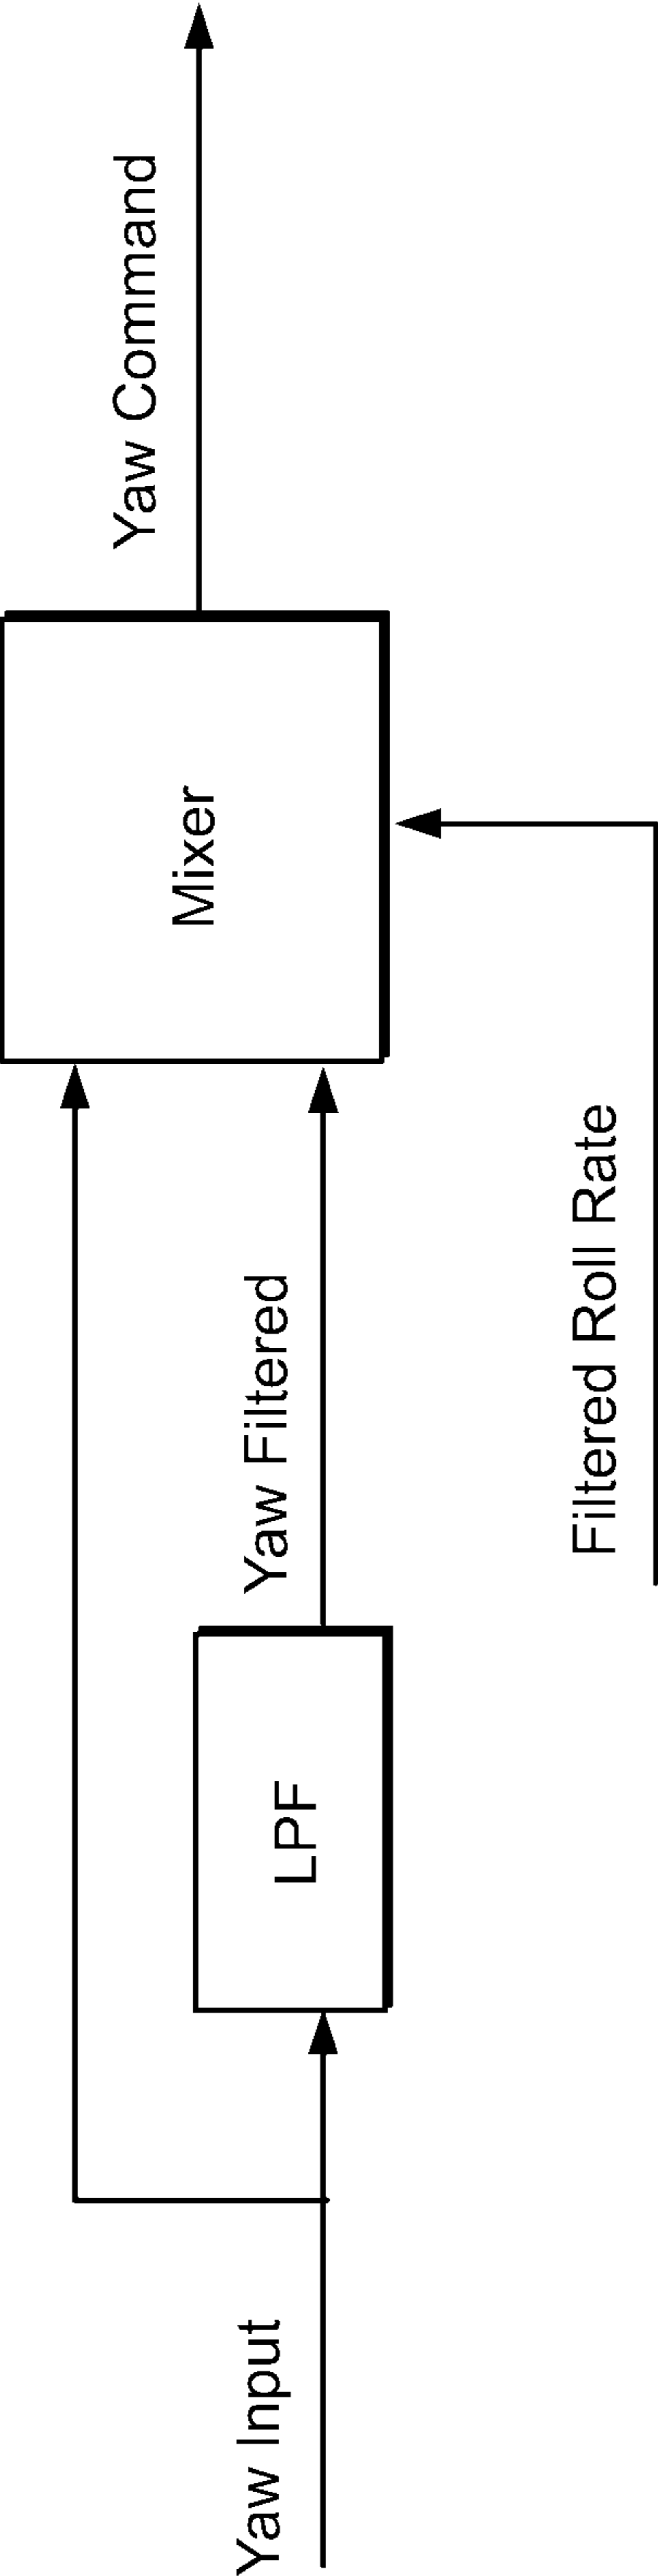 Yaw Input
LPF
Yaw Filtered
Filtered Roll Rate
Mixer
Yaw Command